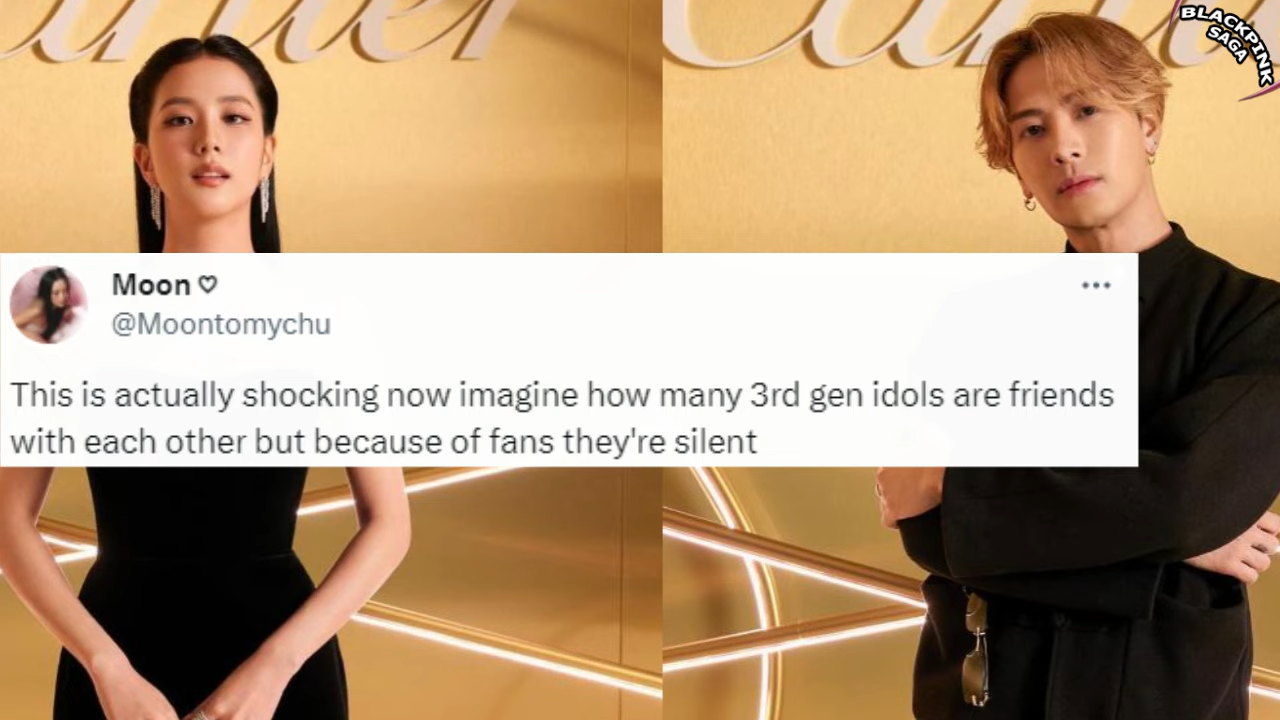 Cartier
BLACKPINK
SAGA
Moon ♡
@Moontomychu
This is actually shocking now imagine how many 3rd gen idols are friends
with each other but because of fans they're silent